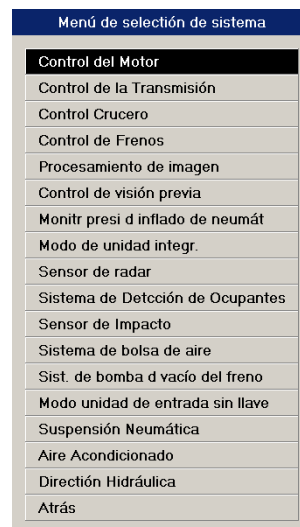 Menú de selección de sistema
Control del Motor
Control de la Transmisión
Control Crucero
Control de Frenos
Procesamiento de imagen
Control de visión previa
Monitr presi d inflado de neumát
Modo de unidad integr.
Sensor de radar
Sistema de Detcción de Ocupantes
Sensor de Impacto
Sistema de bolsa de aire
Sist. de bomba d vacío del freno
Modo unidad de entrada sin llave
Suspensión Neumática
Aire Acondicionado
Directión Hidráulica
Atrás